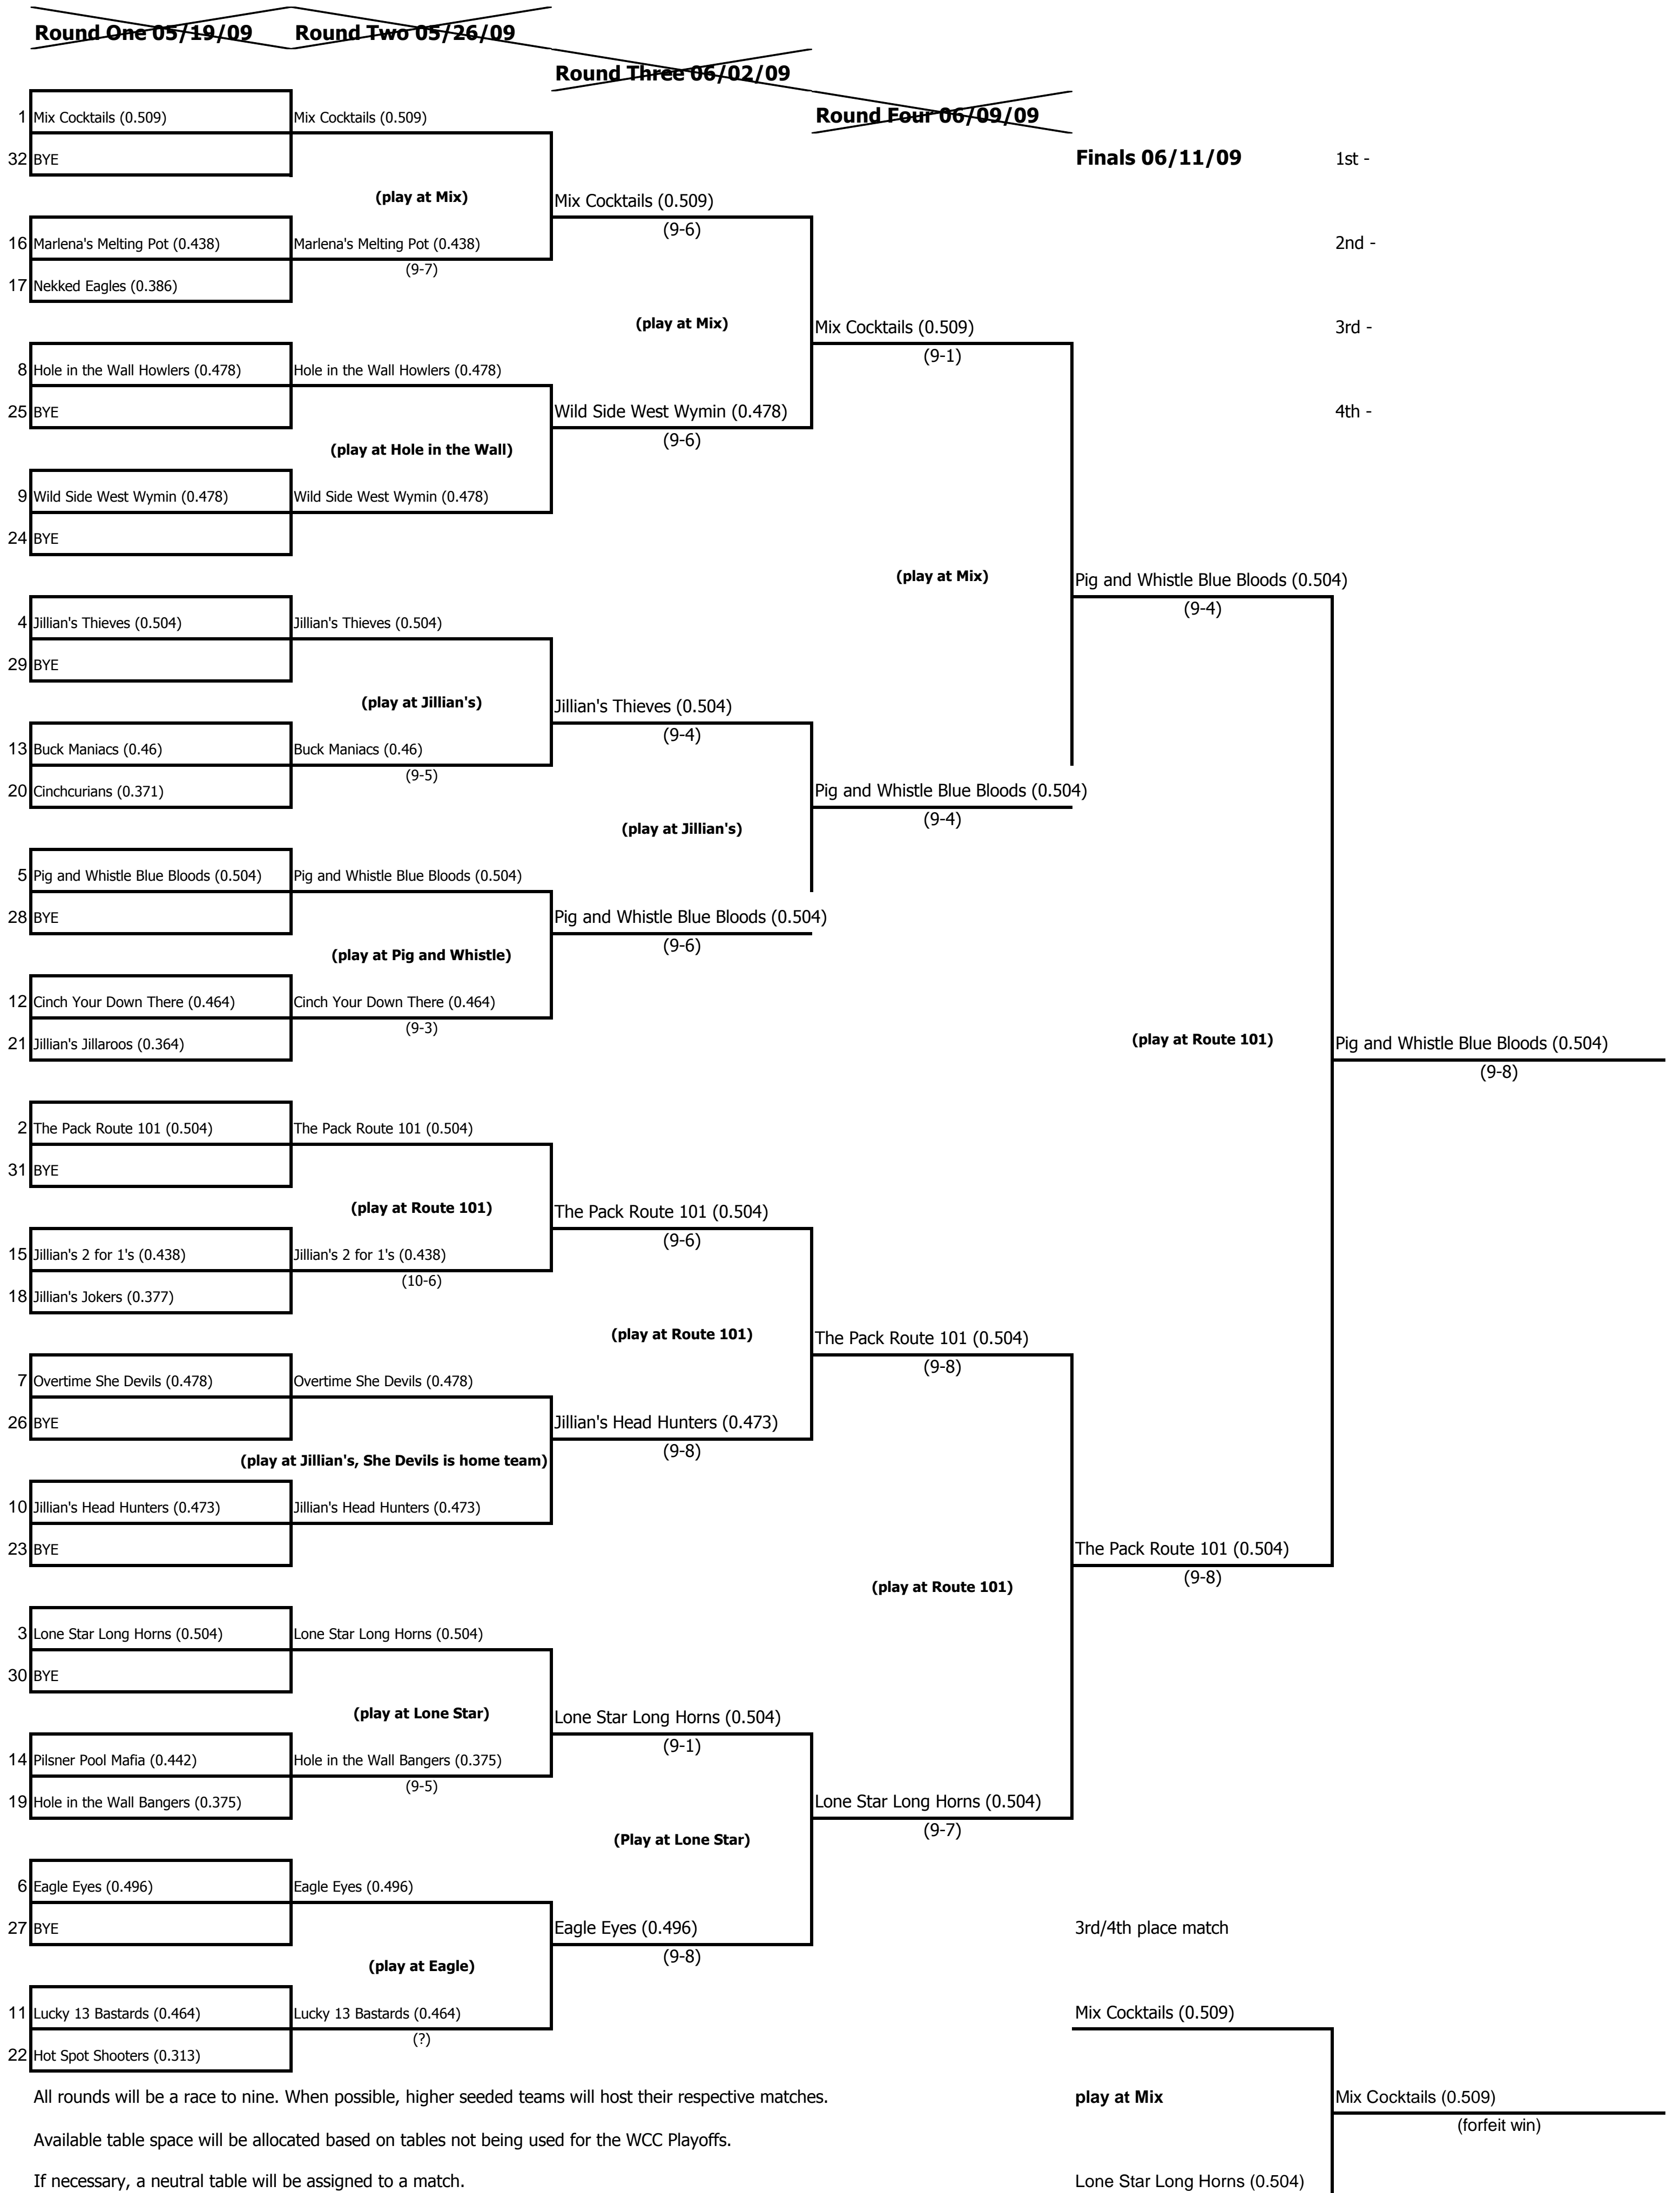 Round One 05/19/09
Round Two 05/26/09
Round Three 06/02/09
Round Four 06/09/09
Finals 06/11/09
1st -
2nd -
3rd -
4th -
1 Mix Cocktails (0.509)
32 BYE
16 Marlena's Melting Pot (0.438)
17 Nekked Eagles (0.386)
8 Hole in the Wall Howlers (0.478)
25 BYE
9 Wild Side West Wymin (0.478)
24 BYE
4 Jillian's Thieves (0.504)
29 BYE
13 Buck Maniacs (0.46)
20 Cinchcurians (0.371)
5 Pig and Whistle Blue Bloods (0.504)
28 BYE
12 Cinch Your Down There (0.464)
21 Jillian's Jillaroos (0.364)
2 The Pack Route 101 (0.504)
31 BYE
15 Jillian's 2 for 1's (0.438)
18 Jillian's Jokers (0.377)
7 Overtime She Devils (0.478)
26 BYE
10 Jillian's Head Hunters (0.473)
23 BYE
3 Lone Star Long Horns (0.504)
30 BYE
14 Pilsner Pool Mafia (0.442)
19 Hole in the Wall Bangers (0.375)
6 Eagle Eyes (0.496)
27 BYE
11 Lucky 13 Bastards (0.464)
22 Hot Spot Shooters (0.313)
Mix Cocktails (0.509)
(play at Mix)
Marlena's Melting Pot (0.438)
(9-7)
Hole in the Wall Howlers (0.478)
(play at Hole in the Wall)
Wild Side West Wymin (0.478)
Jillian's Thieves (0.504)
(play at Jillian's)
Buck Maniacs (0.46)
(9-5)
Pig and Whistle Blue Bloods (0.504)
(play at Pig and Whistle)
Cinch Your Down There (0.464)
(9-3)
The Pack Route 101 (0.504)
(play at Route 101)
Jillian's 2 for 1's (0.438)
(10-6)
Overtime She Devils (0.478)
(play at Jillian's, She Devils is home team)
Jillian's Head Hunters (0.473)
Lone Star Long Horns (0.504)
(play at Lone Star)
Hole in the Wall Bangers (0.375)
(9-5)
Eagle Eyes (0.496)
(play at Eagle)
Lucky 13 Bastards (0.464)
(?)
Mix Cocktails (0.509)
(9-6)
(play at Mix)
Wild Side West Wymin (0.478)
(9-6)
Jillian's Thieves (0.504)
(9-4)
(play at Jillian's)
Pig and Whistle Blue Bloods (0.504)
(9-6)
The Pack Route 101 (0.504)
(9-6)
(play at Route 101)
Jillian's Head Hunters (0.473)
(9-8)
Lone Star Long Horns (0.504)
(9-1)
(Play at Lone Star)
Eagle Eyes (0.496)
(9-8)
Mix Cocktails (0.509)
(9-1)
(play at Mix)
Pig and Whistle Blue Bloods (0.504)
(9-4)
The Pack Route 101 (0.504)
(9-8)
(play at Route 101)
Lone Star Long Horns (0.504)
(9-7)
Pig and Whistle Blue Bloods (0.504)
(9-4)
(play at Route 101)
The Pack Route 101 (0.504)
(9-8)
Pig and Whistle Blue Bloods (0.504)
(9-8)
3rd/4th place match
Mix Cocktails (0.509)
play at Mix
Lone Star Long Horns (0.504)
Mix Cocktails (0.509)
(forfeit win)
All rounds will be a race to nine. When possible, higher seeded teams will host their respective matches.
Available table space will be allocated based on tables not being used for the WCC Playoffs.
If necessary, a neutral table will be assigned to a match.